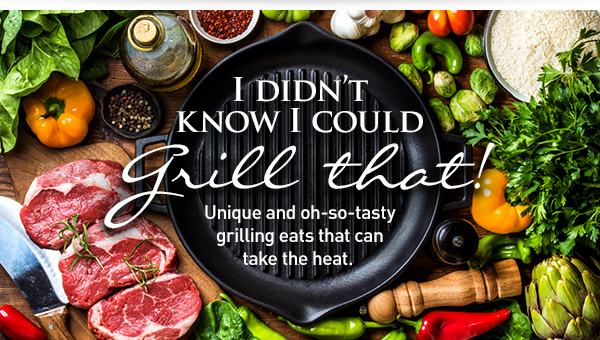 I DIDN'T
KNOW I COULD
Grill that!
Unique and oh-so-tasty
grilling eats that can
take the heat.